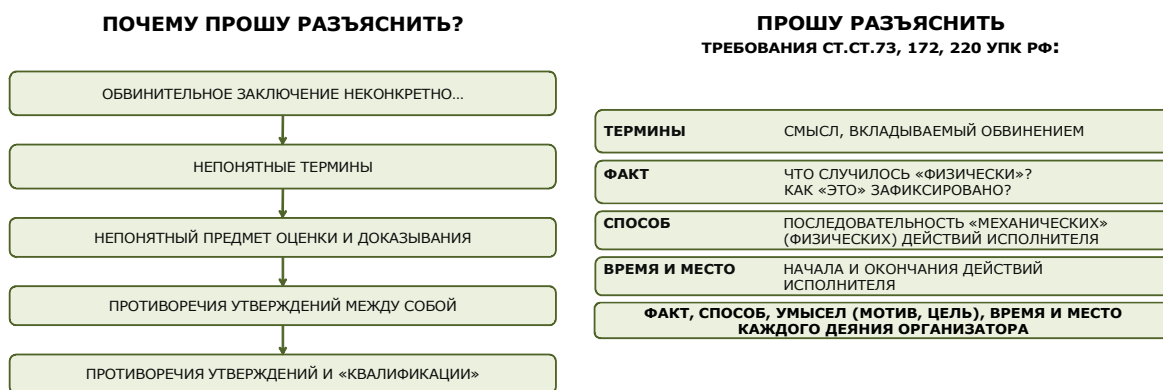 ПОЧЕМУ ПРОШУ РАЗЪЯСНИТЬ?
ОБВИНИТЕЛЬНОЕ ЗАКЛЮЧЕНИЕ НЕКОНКРЕТНО...
НЕПОНЯТНЫЕ ТЕРМИНЫ
НЕПОНЯТНЫЙ ПРЕДМЕТ ОЦЕНКИ И ДОКАЗЫВАНИЯ
ПРОТИВОРЕЧИЯ УТВЕРЖДЕНИЙ МЕЖДУ СОБОЙ
ПРОТИВОРЕЧИЯ УТВЕРЖДЕНИЙ И «КВАЛИФИКАЦИИ»
ПРОШУ РАЗЪЯСНИТЬ
ТРЕБОВАНИЯ СТ.СТ.73, 172, 220 УПК РФ:
ТЕРМИНЫ СМЫСЛ, ВКЛАДЫВАЕМЫЙ ОБВИНЕНИЕМ
ФАКТ ЧТО СЛУЧИЛОСЬ «ФИЗИЧЕСКИ»?
КАК «ЭТО» ЗАФИКСИРОВАНО?
СПОСОБ ПОСЛЕДОВАТЕЛЬНОСТЬ «МЕХАНИЧЕСКИХ»
(ФИЗИЧЕСКИХ) ДЕЙСТВИЙ ИСПОЛНИТЕЛЯ
ВРЕМЯ И МЕСТО НАЧАЛА И ОКОНЧАНИЯ ДЕЙСТВИЙ
ИСПОЛНИТЕЛЯ
ФАКТ, СПОСОБ, УМЫСЕЛ (МОТИВ, ЦЕЛЬ), ВРЕМЯ И МЕСТО
КАЖДОГО ДЕЯНИЯ ОРГАНИЗАТОРА